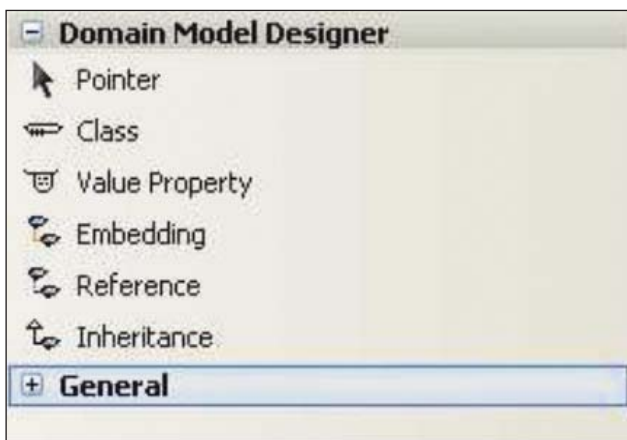 Domain Model Designer
Pointer
Class
Value Property
Embedding
Reference
Inheritance
General